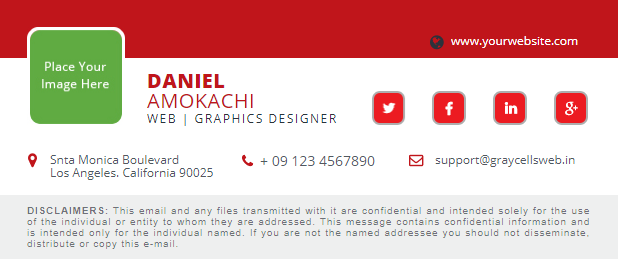 www.yourwebsite.com
Place Your
Image Here
DANIEL
AMOKACHI
WEB | GRAPHICS DESIGNER
f
in
g+
Snta Monica Boulevard
Los Angeles. California 90025
+ 09 123 4567890
support@graycellsweb.in
DISCLAIMERS: This email and any files transmitted with it are confidential and intended solely for the use
of the individual or entity to whom they are addressed. This message contains confidential information and
is intended only for the individual named. If you are not the named addressee you should not disseminate,
distribute or copy this e-mail.